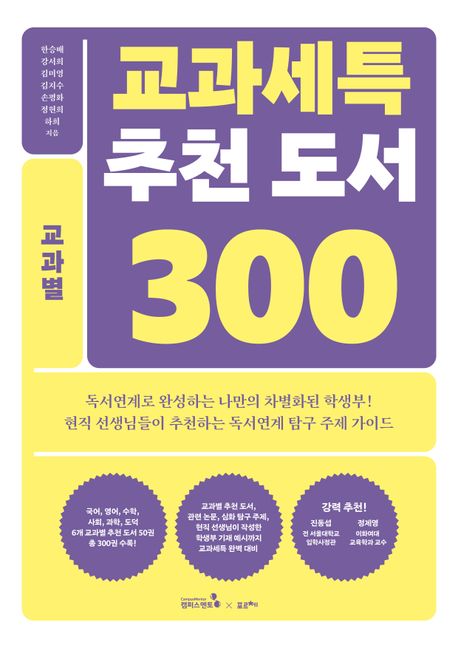 한승배
강서희
김미영
김지수
손평화
정현희
하희
지음
교과세특
추천 도서
300
교과별
독서연계로 완성하는 나만의 차별화된 학생부!
현직 선생님들이 추천하는 독서연계 탐구 주제 가이드
국어, 영어, 수학,
사회, 과학, 도덕
6개 교과별 추천 도서 50권
총 300권 수록!
교과별 추천 도서,
관련 논문, 심화 탐구 주제,
현직 선생님이 작성한
학생부 기재 예시까지
교과세특 완벽 대비
강력 추천!
진동섭
전 서울대학교
입학사정관
정제영
이화여대
교육학과 교수
CampusMentor
캠퍼스멘토 ×